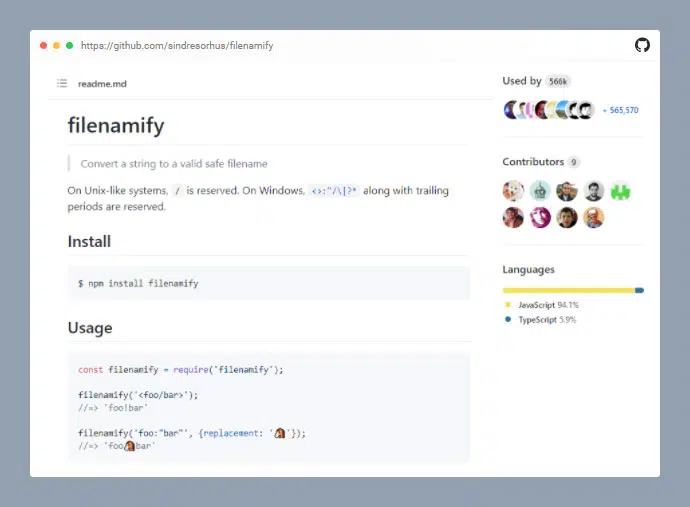 https://github.com/sindresorhus/filenamify
readme.md
filenamify
Convert a string to a valid safe filename
On Unix-like systems, / is reserved. On Windows, <>:"/\|?* along with trailing
periods are reserved.
Install
$ npm install filenamify
Usage
const filenamify = require('filenamify');
filenamify('<foo/bar>');
//=> 'foo!bar'
filenamify('foo:"bar"', {replacement: '🐴'});
//=> 'foo🐴bar'
Used by 566k
+ 565,570
Contributors 9
Languages
JavaScript 94.1%
TypeScript 5.9%